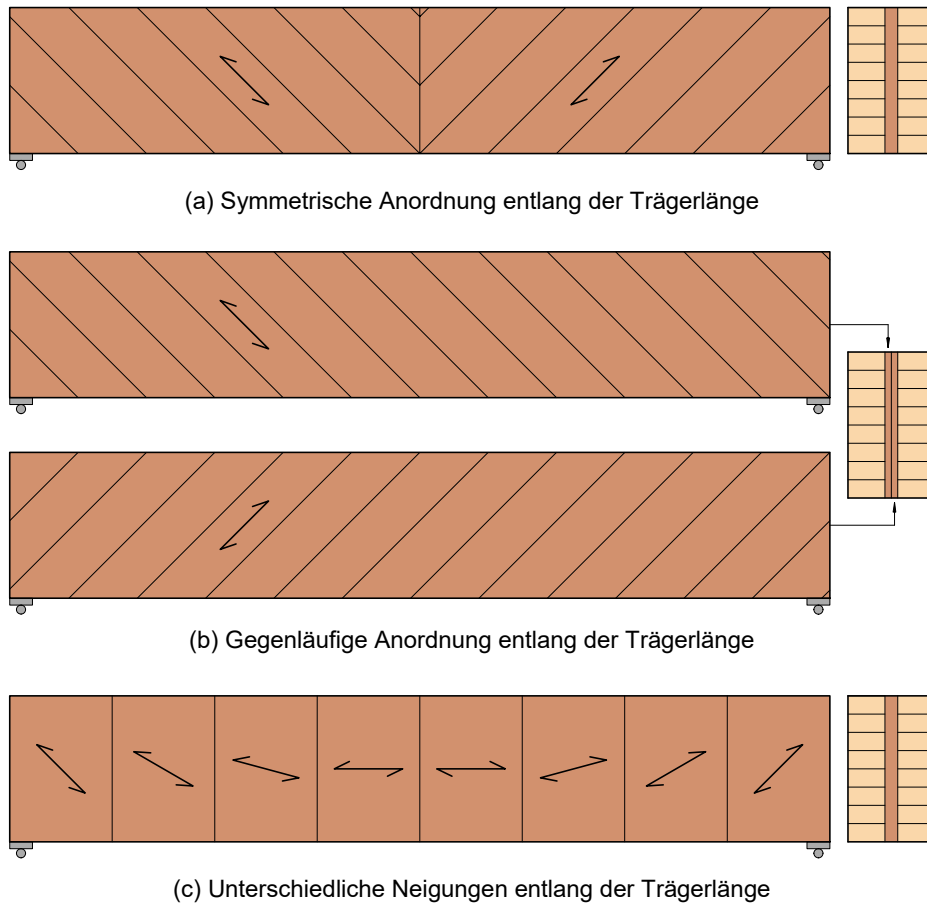 (a) Symmetrische Anordnung entlang der Trägerlänge
(b) Gegenläufige Anordnung entlang der Trägerlänge
(c) Unterschiedliche Neigungen entlang der Trägerlänge